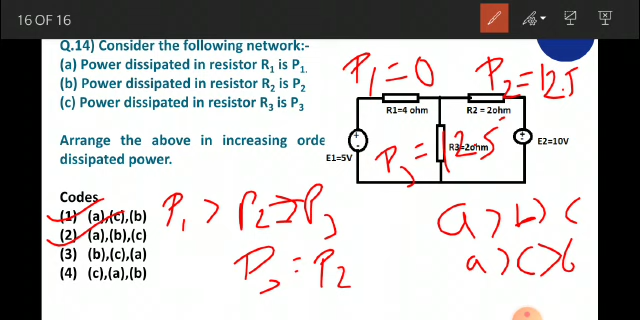 16 OF 16
Q.14) Consider the following network:-
(a) Power dissipated in resistor R1 is P1.
(b) Power dissipated in resistor R2 is P2
(c) Power dissipated in resistor R3 is P3
Arrange the above in increasing orde
dissipated power.
P1 = 0
P2 = 12.5
R1=4 ohm
R2 = 2ohm
E1=5V
R3=2ohm
E2=10V
P3 = 12.5
Codes
(1) (a),(c),(b)
(2) (a),(b),(c)
(3) (b),(c),(a)
(4) (c),(a),(b)
P1 > P2 = P3
P3 = P2
a > b > c
a > c > b